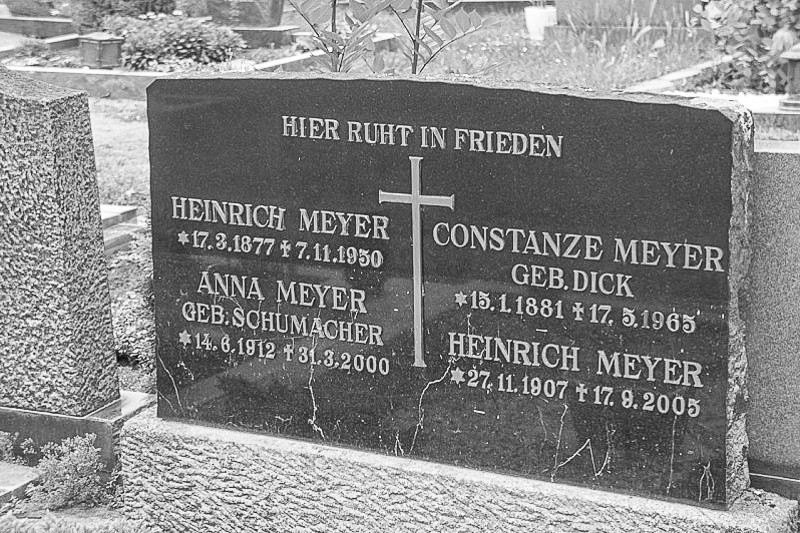 HIER RUHT IN FRIEDEN
HEINRICH MEYER
*17.3.1877 ✝ 7.11.1950
ANNA MEYER
GEB. SCHUMACHER
*14.6.1912 ✝ 31.3.2000
CONSTANZE MEYER
GEB. DICK
*15.1.1881 ✝ 17.5.1965
HEINRICH MEYER
*27.11.1907 ✝ 17.9.2005